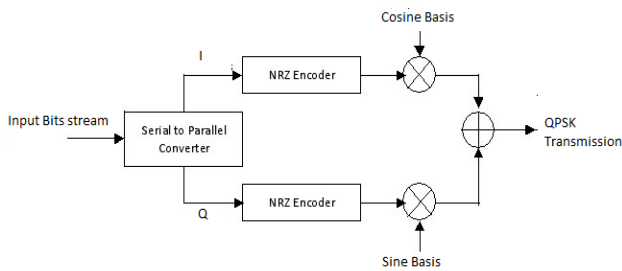 Cosine Basis
I
NRZ Encoder
Input Bits stream
Serial to Parallel
Converter
QPSK
Transmission
NRZ Encoder
Q
Sine Basis